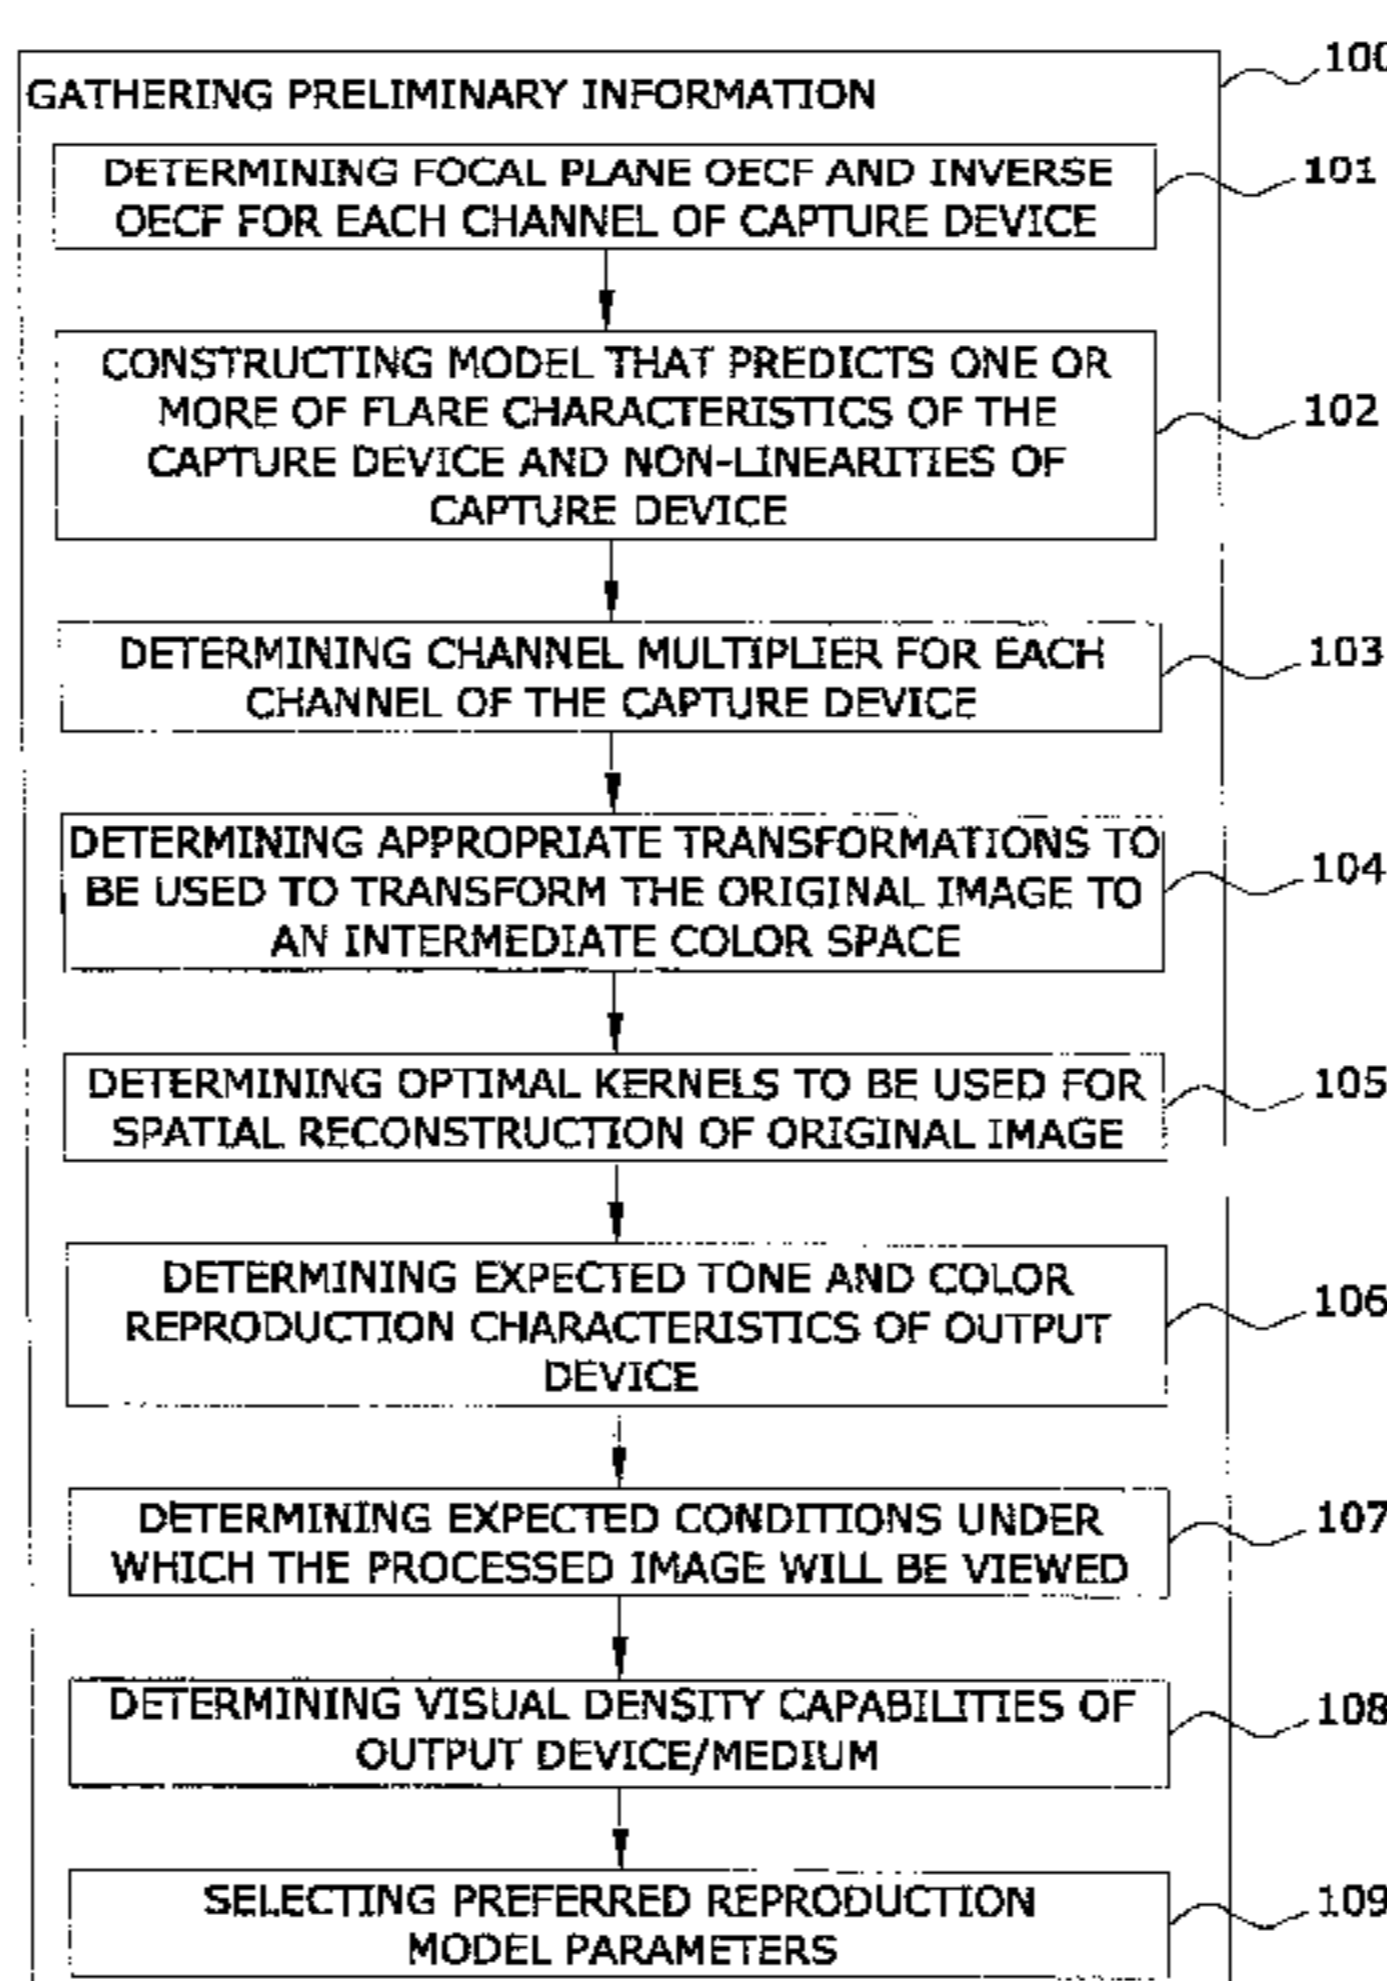 100
GATHERING PRELIMINARY INFORMATION
DETERMINING FOCAL PLANE OECF AND INVERSE
OECF FOR EACH CHANNEL OF CAPTURE DEVICE
101
CONSTRUCTING MODEL THAT PREDICTS ONE OR
MORE OF FLARE CHARACTERISTICS OF THE
CAPTURE DEVICE AND NON-LINEARITIES OF
CAPTURE DEVICE
102
DETERMINING CHANNEL MULTIPLIER FOR EACH
CHANNEL OF THE CAPTURE DEVICE
103
DETERMINING APPROPRIATE TRANSFORMATIONS TO
BE USED TO TRANSFORM THE ORIGINAL IMAGE TO
AN INTERMEDIATE COLOR SPACE
104
DETERMINING OPTIMAL KERNELS TO BE USED FOR
SPATIAL RECONSTRUCTION OF ORIGINAL IMAGE
105
DETERMINING EXPECTED TONE AND COLOR
REPRODUCTION CHARACTERISTICS OF OUTPUT
DEVICE
106
DETERMINING EXPECTED CONDITIONS UNDER
WHICH THE PROCESSED IMAGE WILL BE VIEWED
107
DETERMINING VISUAL DENSITY CAPABILITIES OF
OUTPUT DEVICE/MEDIUM
108
SELECTING PREFERRED REPRODUCTION
MODEL PARAMETERS
109